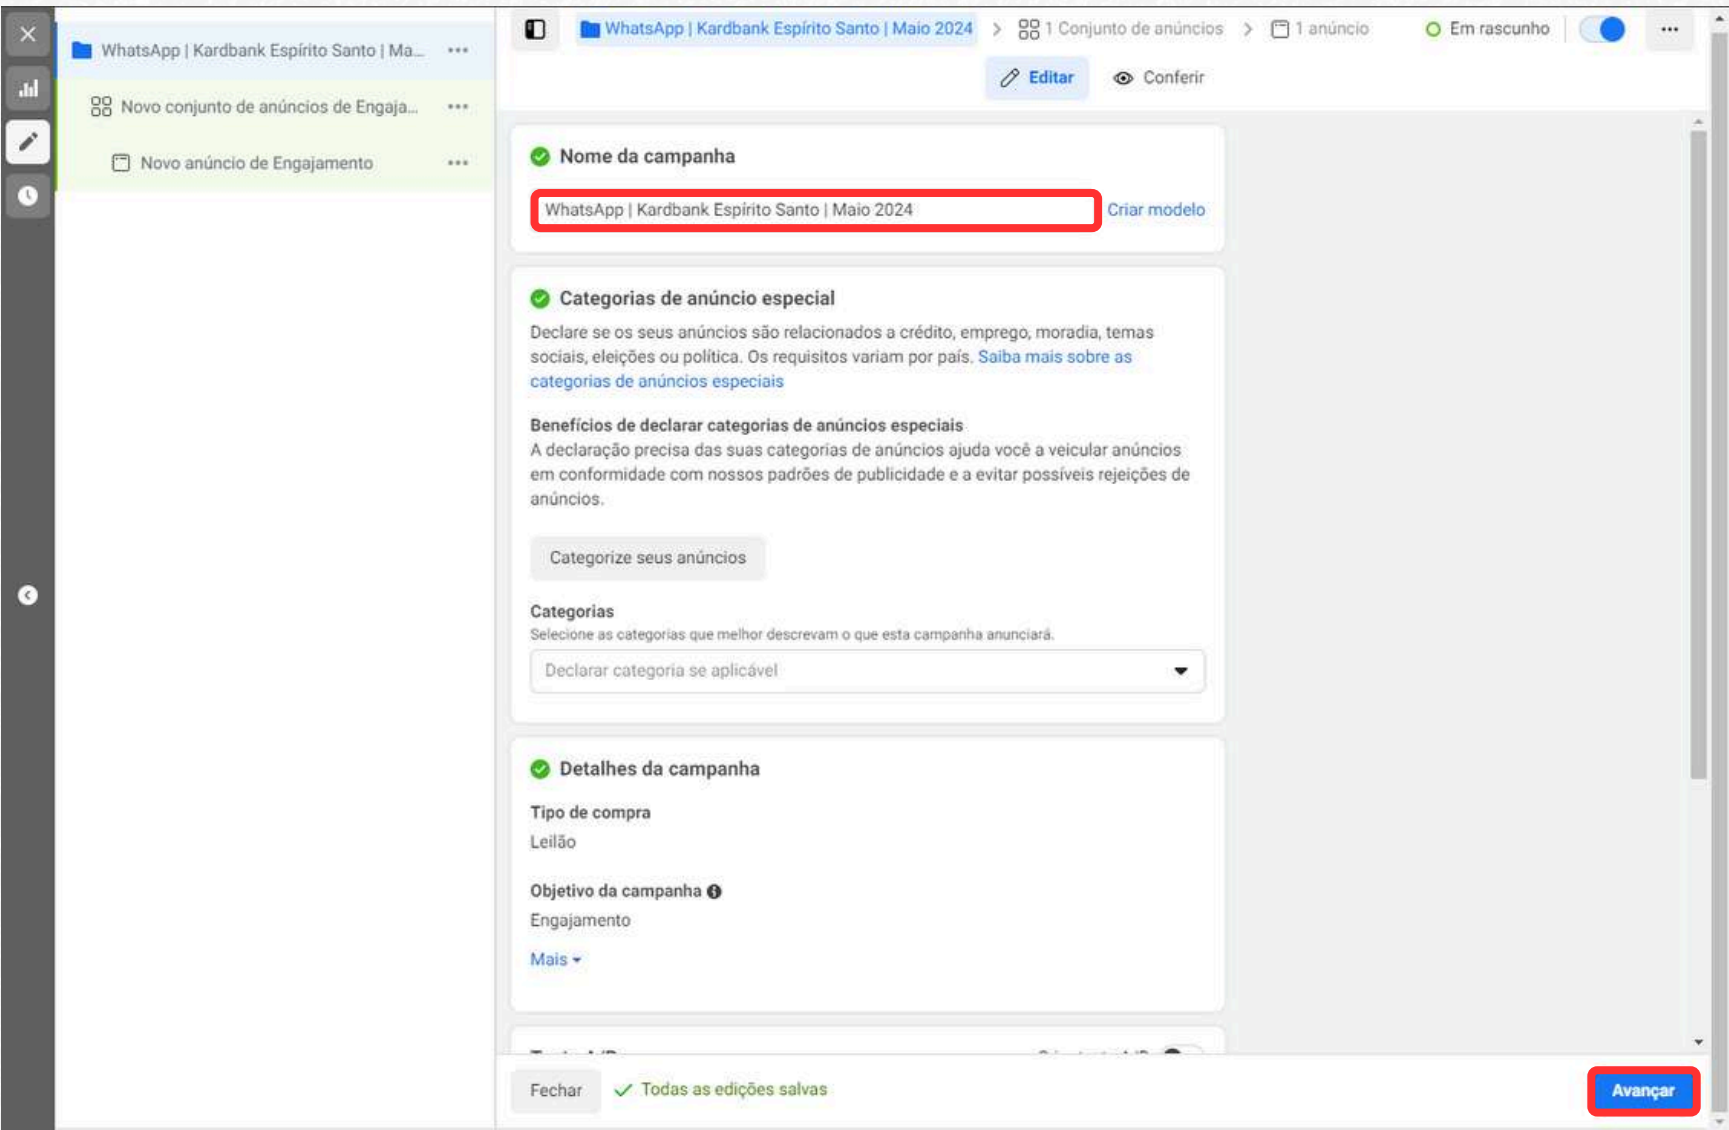 WhatsApp | Kardbank Espírito Santo | Ma...
Novo conjunto de anúncios de Engaja...
Novo anúncio de Engajamento
WhatsApp | Kardbank Espírito Santo | Maio 2024 > 1 Conjunto de anúncios > 1 anúncio
Em rascunho
Editar
Conferir
Nome da campanha
WhatsApp | Kardbank Espírito Santo | Maio 2024
Criar modelo
Categorias de anúncio especial
Declare se os seus anúncios são relacionados a crédito, emprego, moradia, temas
sociais, eleições ou política. Os requisitos variam por país. Saiba mais sobre as
categorias de anúncios especiais
Benefícios de declarar categorias de anúncios especiais
A declaração precisa das suas categorias de anúncios ajuda você a veicular anúncios
em conformidade com nossos padrões de publicidade e a evitar possíveis rejeições de
anúncios.
Categorize seus anúncios
Categorias
Selecione as categorias que melhor descrevam o que esta campanha anunciará.
Declarar categoria se aplicável
Detalhes da campanha
Tipo de compra
Leilão
Objetivo da campanha
Engajamento
Mais
Fechar
Todas as edições salvas
Avançar